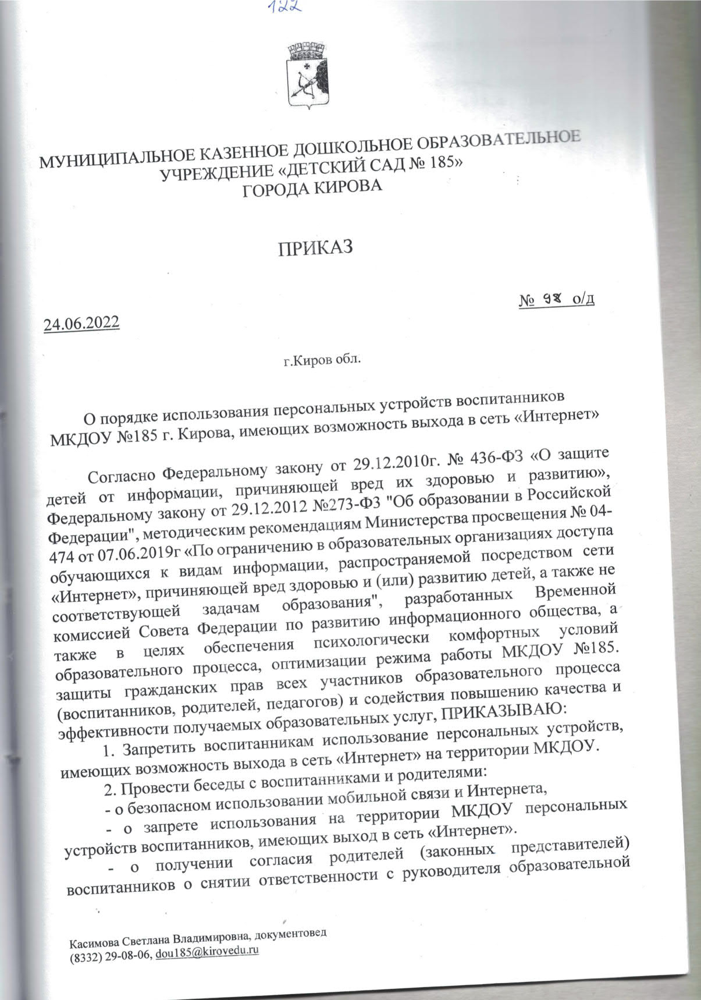 122
МУНИЦИПАЛЬНОЕ КАЗЕННОЕ ДОШКОЛЬНОЕ ОБРАЗОВАТЕЛЬНОЕ
УЧРЕЖДЕНИЕ «ДЕТСКИЙ САД № 185»
ГОРОДА КИРОВА
ПРИКАЗ
№ 98 о/д
24.06.2022
г.Киров обл.
О порядке использования персональных устройств воспитанников
МКДОУ №185 г. Кирова, имеющих возможность выхода в сеть «Интернет»
Согласно Федеральному закону от 29.12.2010г. № 436-ФЗ «О защите
детей от информации, причиняющей вред их здоровью и развитию»,
Федеральному закону от 29.12.2012 №273-ФЗ "Об образовании в Российской
Федерации", методическим рекомендациям Министерства просвещения № 04-
474 от 07.06.2019г «По ограничению в образовательных организациях доступа
обучающихся к видам информации, распространяемой посредством сети
«Интернет», причиняющей вред здоровью и (или) развитию детей, а также не
соответствующей задачам образования", разработанных Временной
комиссией Совета Федерации по развитию информационного общества, а
также в целях обеспечения психологически комфортных условий
образовательного процесса, оптимизации режима работы МКДОУ №185.
защиты гражданских прав всех участников образовательного процесса
(воспитанников, родителей, педагогов) и содействия повышению качества и
эффективности получаемых образовательных услуг, ПРИКАЗЫВАЮ:
1. Запретить воспитанникам использование персональных устройств,
имеющих возможность выхода в сеть «Интернет» на территории МКДОУ.
2. Провести беседы с воспитанниками и родителями:
- о безопасном использовании мобильной связи и Интернета,
- о запрете использования на территории МКДОУ персональных
устройств воспитанников, имеющих выход в сеть «Интернет».
- о получении согласия родителей (законных представителей)
воспитанников о снятии ответственности с руководителя образовательной
Касимова Светлана Владимировна, документовед
(8332) 29-08-06, dou185@kirovedu.ru